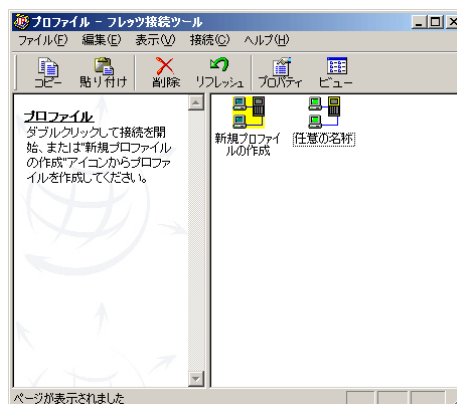 プロファイル - フレッツ接続ツール
ファイル(F) 編集(E) 表示(V) 接続(C) ヘルプ(H)
コピー 貼り付け 削除 リフレッシュ プロパティ ビュー
プロファイル
ダブルクリックして接続を開
始、または"新規プロファイル
の作成"アイコンからプロファ
イルを作成してください。
新規プロファイ
ルの作成
任意の名称
ページが表示されました